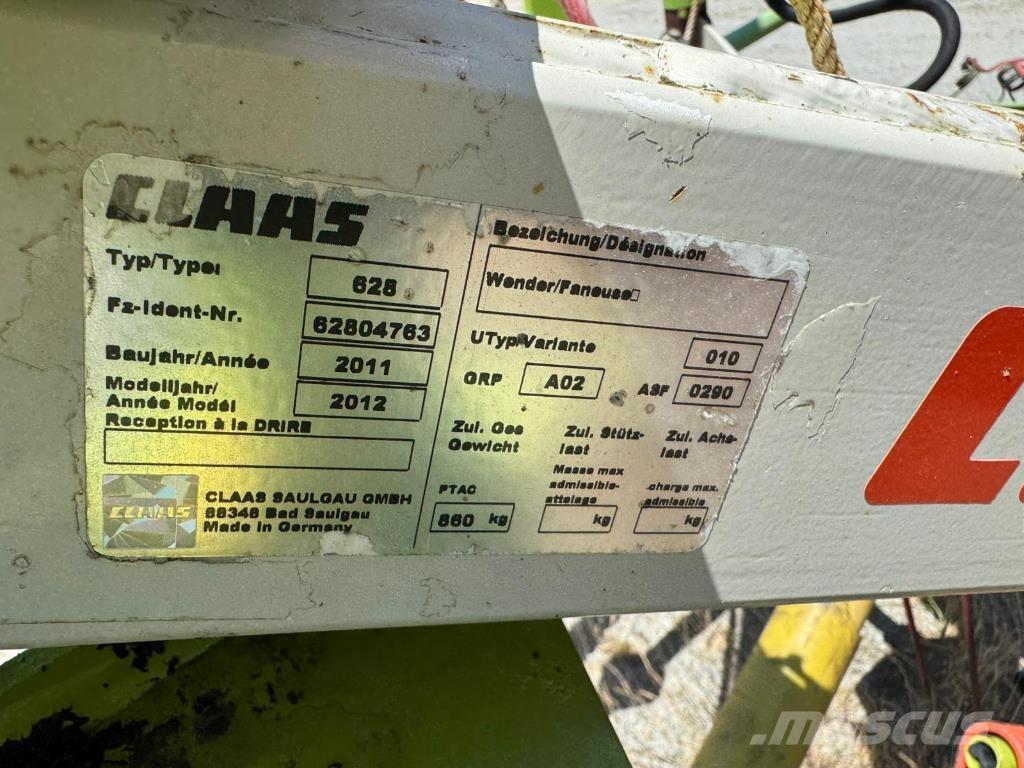 CLAAS
Typ/Type: 628
Fz-Ident-Nr. 62804763
Baujahr/Année 2011
Modelljahr/
Année Modél 2012
Reception à la DRIRE
CLAAS
CLAAS SAULGAU GMBH
88348 Bad Saulgau
Made in Germany
Bezeichung/Désignation
Wender/Faneuse
UTyp/Variante 010
GRP A02 ASF 0290
Zul. Ges Zul. Stütz- Zul. Achs-
Gewicht last last
Masse max charge max.
admissible- admissible
attelage
PTAC
860 kg kg kg
mascus